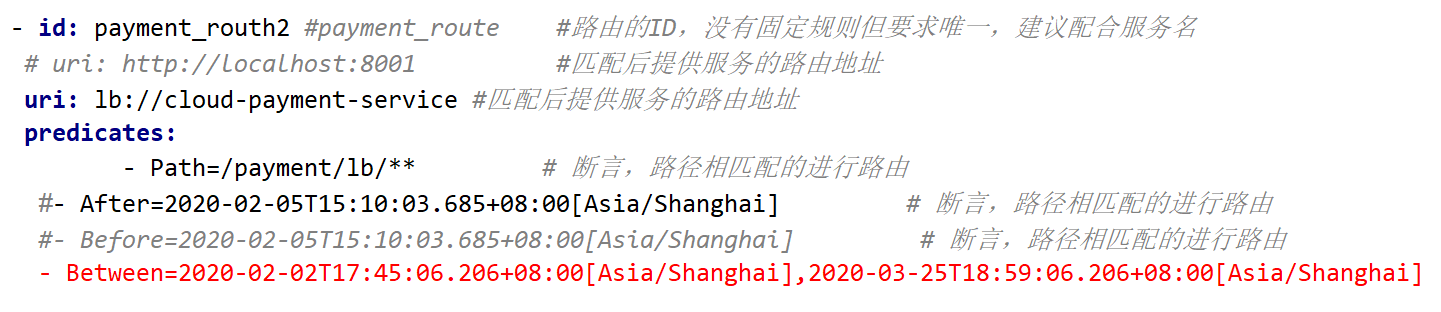 - id: payment_routh2 #payment_route    #路由的ID，没有固定规则但要求唯一，建议配合服务名
# uri: http://localhost:8001          #匹配后提供服务的路由地址
uri: lb://cloud-payment-service #匹配后提供服务的路由地址
predicates:
- Path=/payment/lb/**         # 断言，路径相匹配的进行路由
#- After=2020-02-05T15:10:03.685+08:00[Asia/Shanghai]         # 断言，路径相匹配的进行路由
#- Before=2020-02-05T15:10:03.685+08:00[Asia/Shanghai]         # 断言，路径相匹配的进行路由
- Between=2020-02-02T17:45:06.206+08:00[Asia/Shanghai],2020-03-25T18:59:06.206+08:00[Asia/Shanghai]